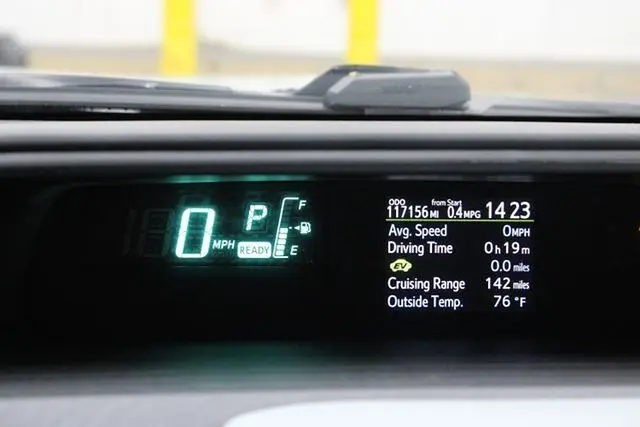 0 MPH P READY F E
ODO from Start
117156 MI 0.4 MPG 14 23
Avg. Speed 0 MPH
Driving Time 0 h 19 m
EV 0.0 miles
Cruising Range 142 miles
Outside Temp. 76 °F